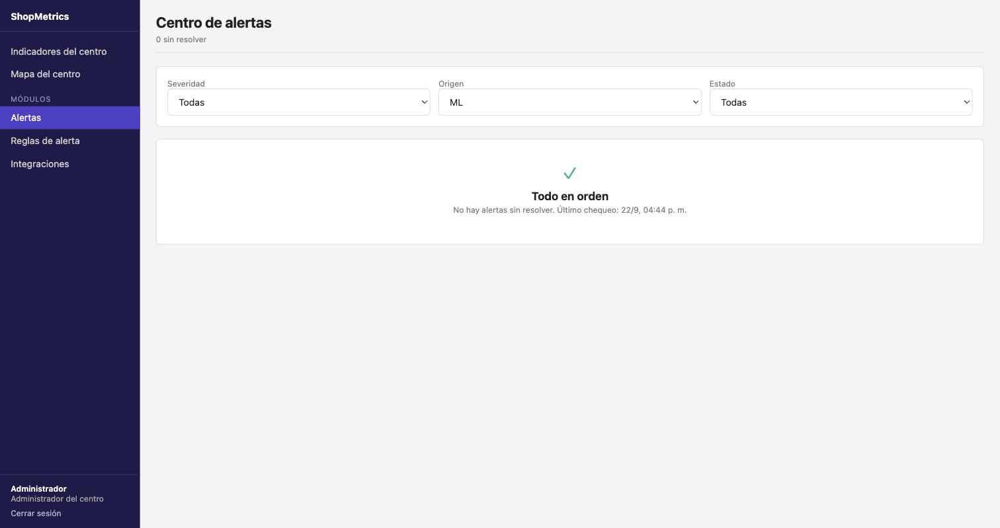 ShopMetrics
Indicadores del centro
Mapa del centro
MÓDULOS
Alertas
Reglas de alerta
Integraciones
Administrador
Administrador del centro
Cerrar sesión
Centro de alertas
0 sin resolver
Severidad
Todas
Origen
ML
Estado
Todas
Todo en orden
No hay alertas sin resolver. Último chequeo: 22/9, 04:44 p. m.